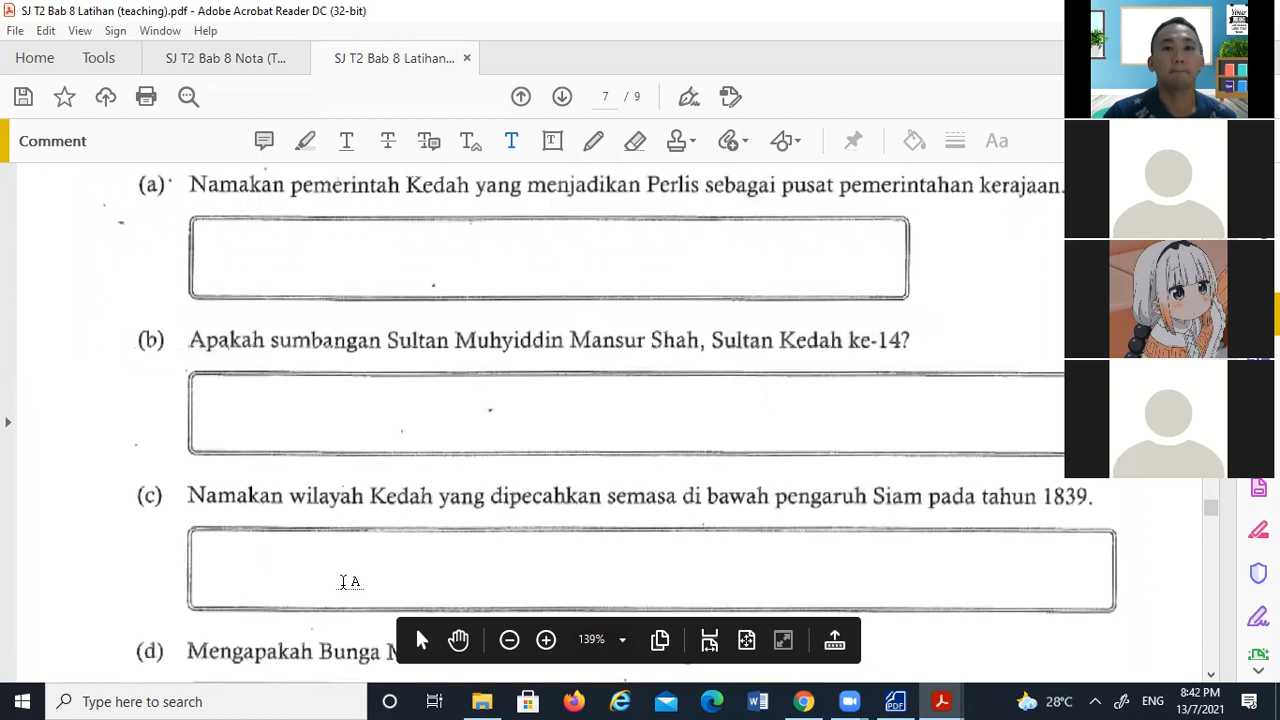 SJ T2 Bab 8 Latihan (teaching).pdf - Adobe Acrobat Reader DC (32-bit)
File Edit View Sign Window Help
Home Tools SJ T2 Bab 8 Nota (T... SJ T2 Bab 8 Latihan... ×
7 / 9
Comment
(a) Namakan pemerintah Kedah yang menjadikan Perlis sebagai pusat pemerintahan kerajaan.
(b) Apakah sumbangan Sultan Muhyiddin Mansur Shah, Sultan Kedah ke-14?
(c) Namakan wilayah Kedah yang dipecahkan semasa di bawah pengaruh Siam pada tahun 1839.
(d) Mengapakah Bunga
139%
Type here to search
28°C ENG
8:42 PM
13/7/2021